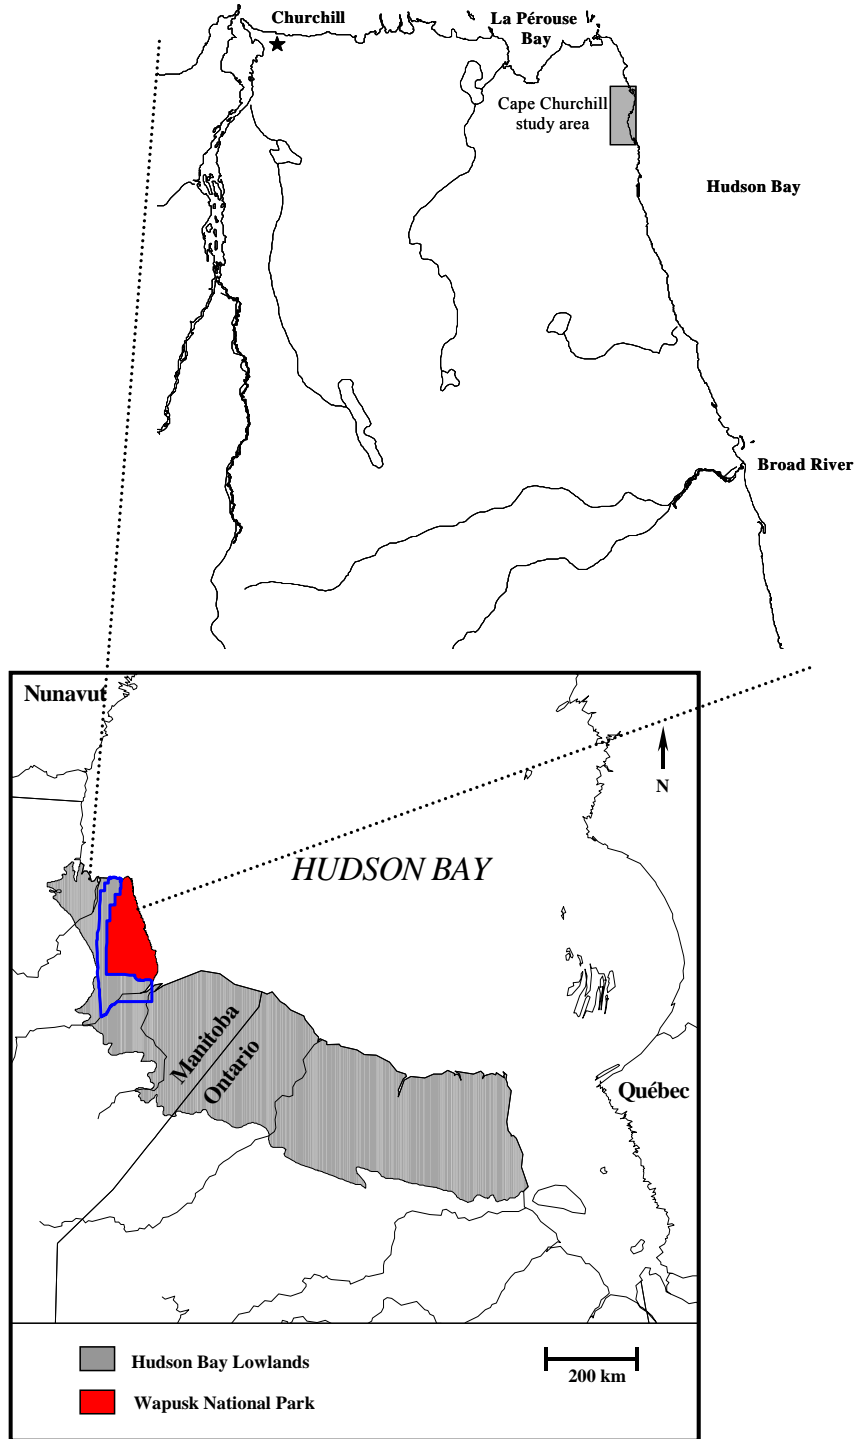 Churchill
La Pérouse
Bay
Cape Churchill
study area
Hudson Bay
Broad River
Nunavut
N
HUDSON BAY
Manitoba
Ontario
Québec
Hudson Bay Lowlands
200 km
Wapusk National Park